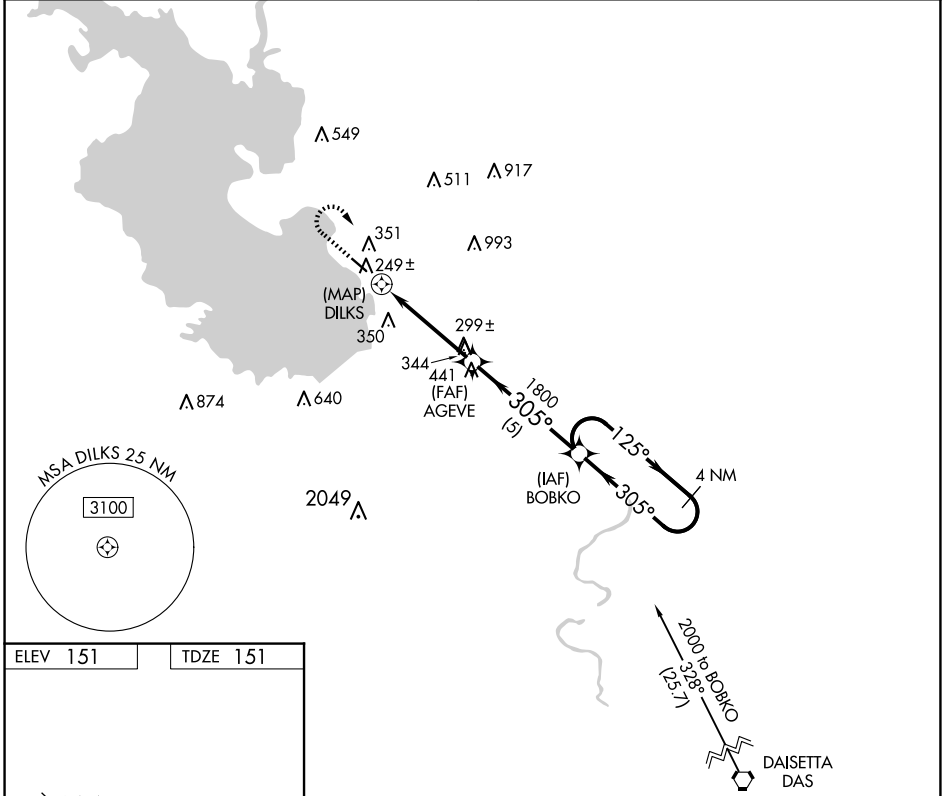 549
511
917
351
993
249±
(MAP)
DILKS
350
299±
344
441
(FAF)
AGEVE
874
640
1800
305°
(5)
125°
(IAF)
BOBKO
305°
4 NM
MSA DILKS 25 NM
3100
2049
ELEV 151
TDZE 151
2000 to BOBKO
328°
(25.7)
DAISETTA
DAS